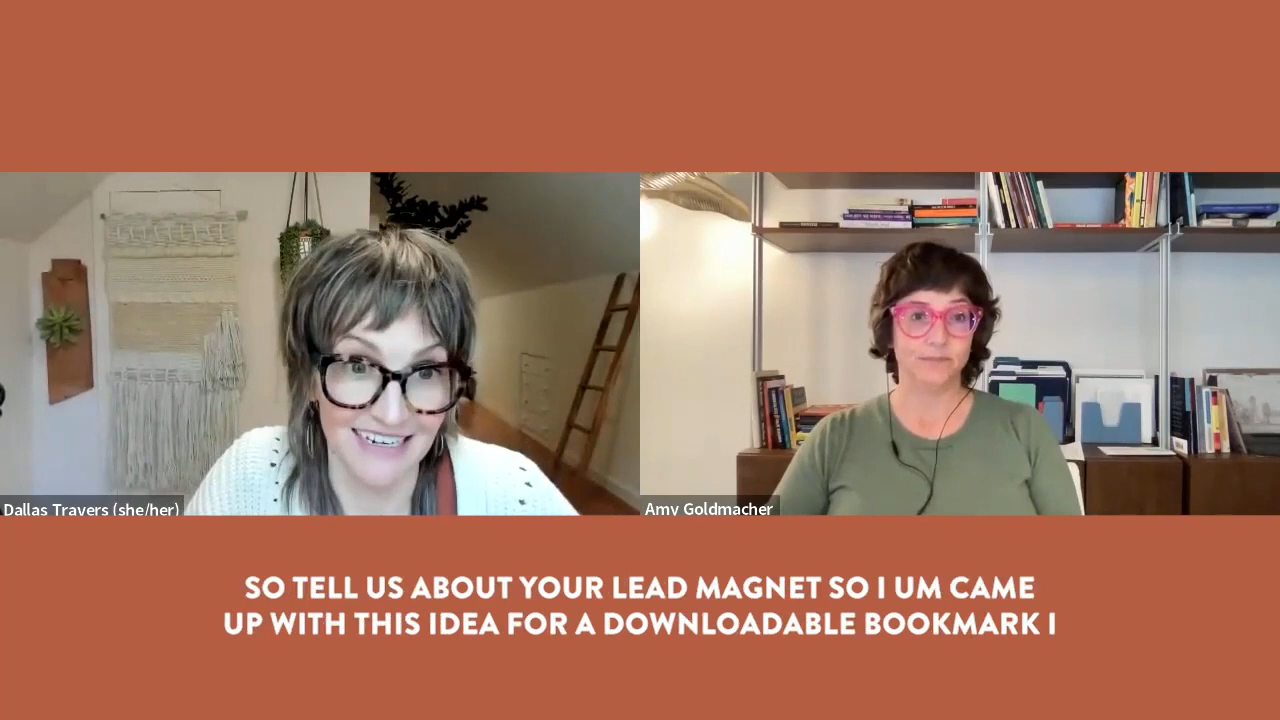 Dallas Travers (she/her)
Amy Goldmacher
SO TELL US ABOUT YOUR LEAD MAGNET SO I UM CAME
UP WITH THIS IDEA FOR A DOWNLOADABLE BOOKMARK I